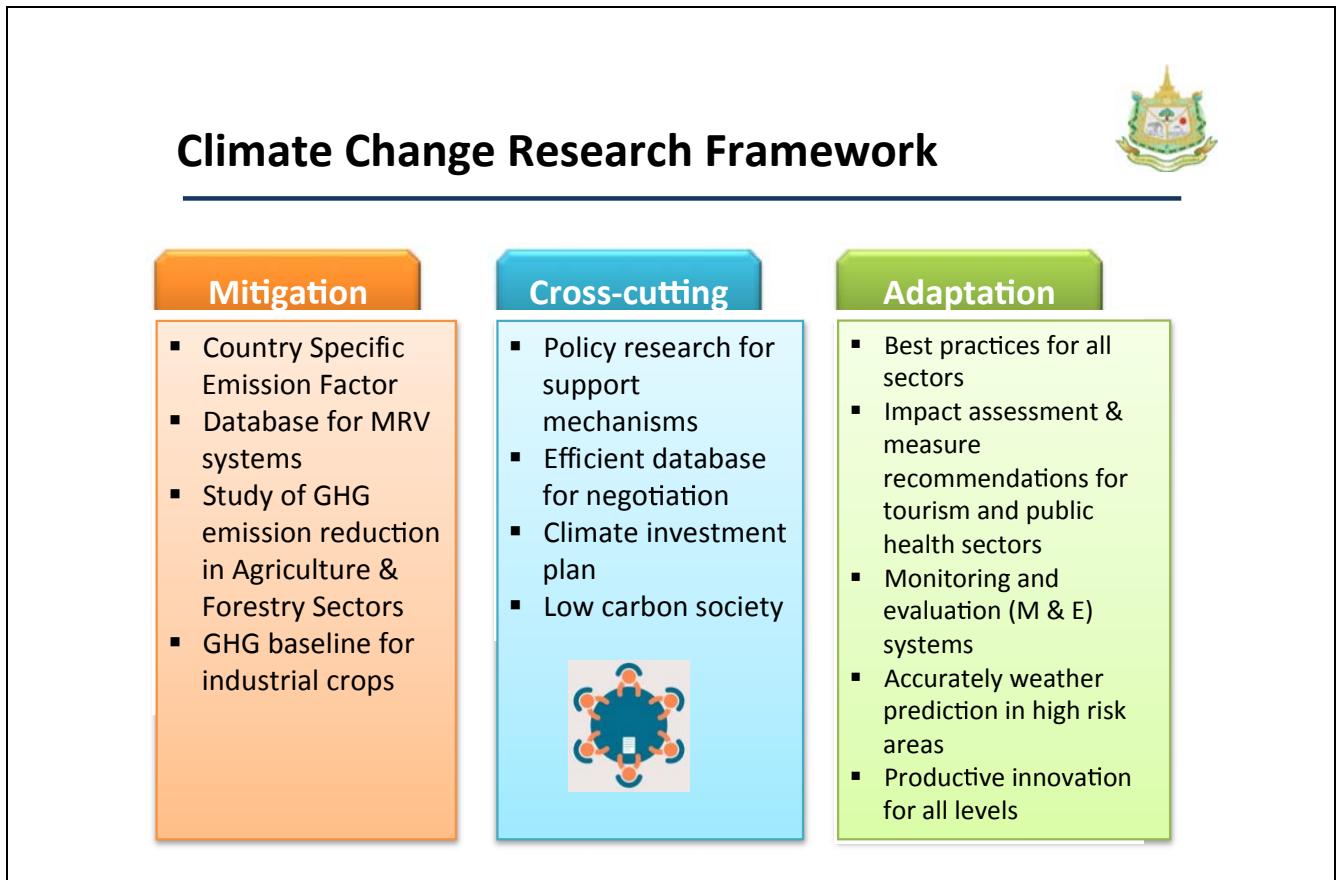 Climate Change Research Framework
Mitigation
▪ Country Specific
Emission Factor
▪ Database for MRV
systems
▪ Study of GHG
emission reduction
in Agriculture &
Forestry Sectors
▪ GHG baseline for
industrial crops
Cross-cutting
▪ Policy research for
support
mechanisms
▪ Efficient database
for negotiation
▪ Climate investment
plan
▪ Low carbon society
Adaptation
▪ Best practices for all
sectors
▪ Impact assessment &
measure
recommendations for
tourism and public
health sectors
▪ Monitoring and
evaluation (M & E)
systems
▪ Accurately weather
prediction in high risk
areas
▪ Productive innovation
for all levels